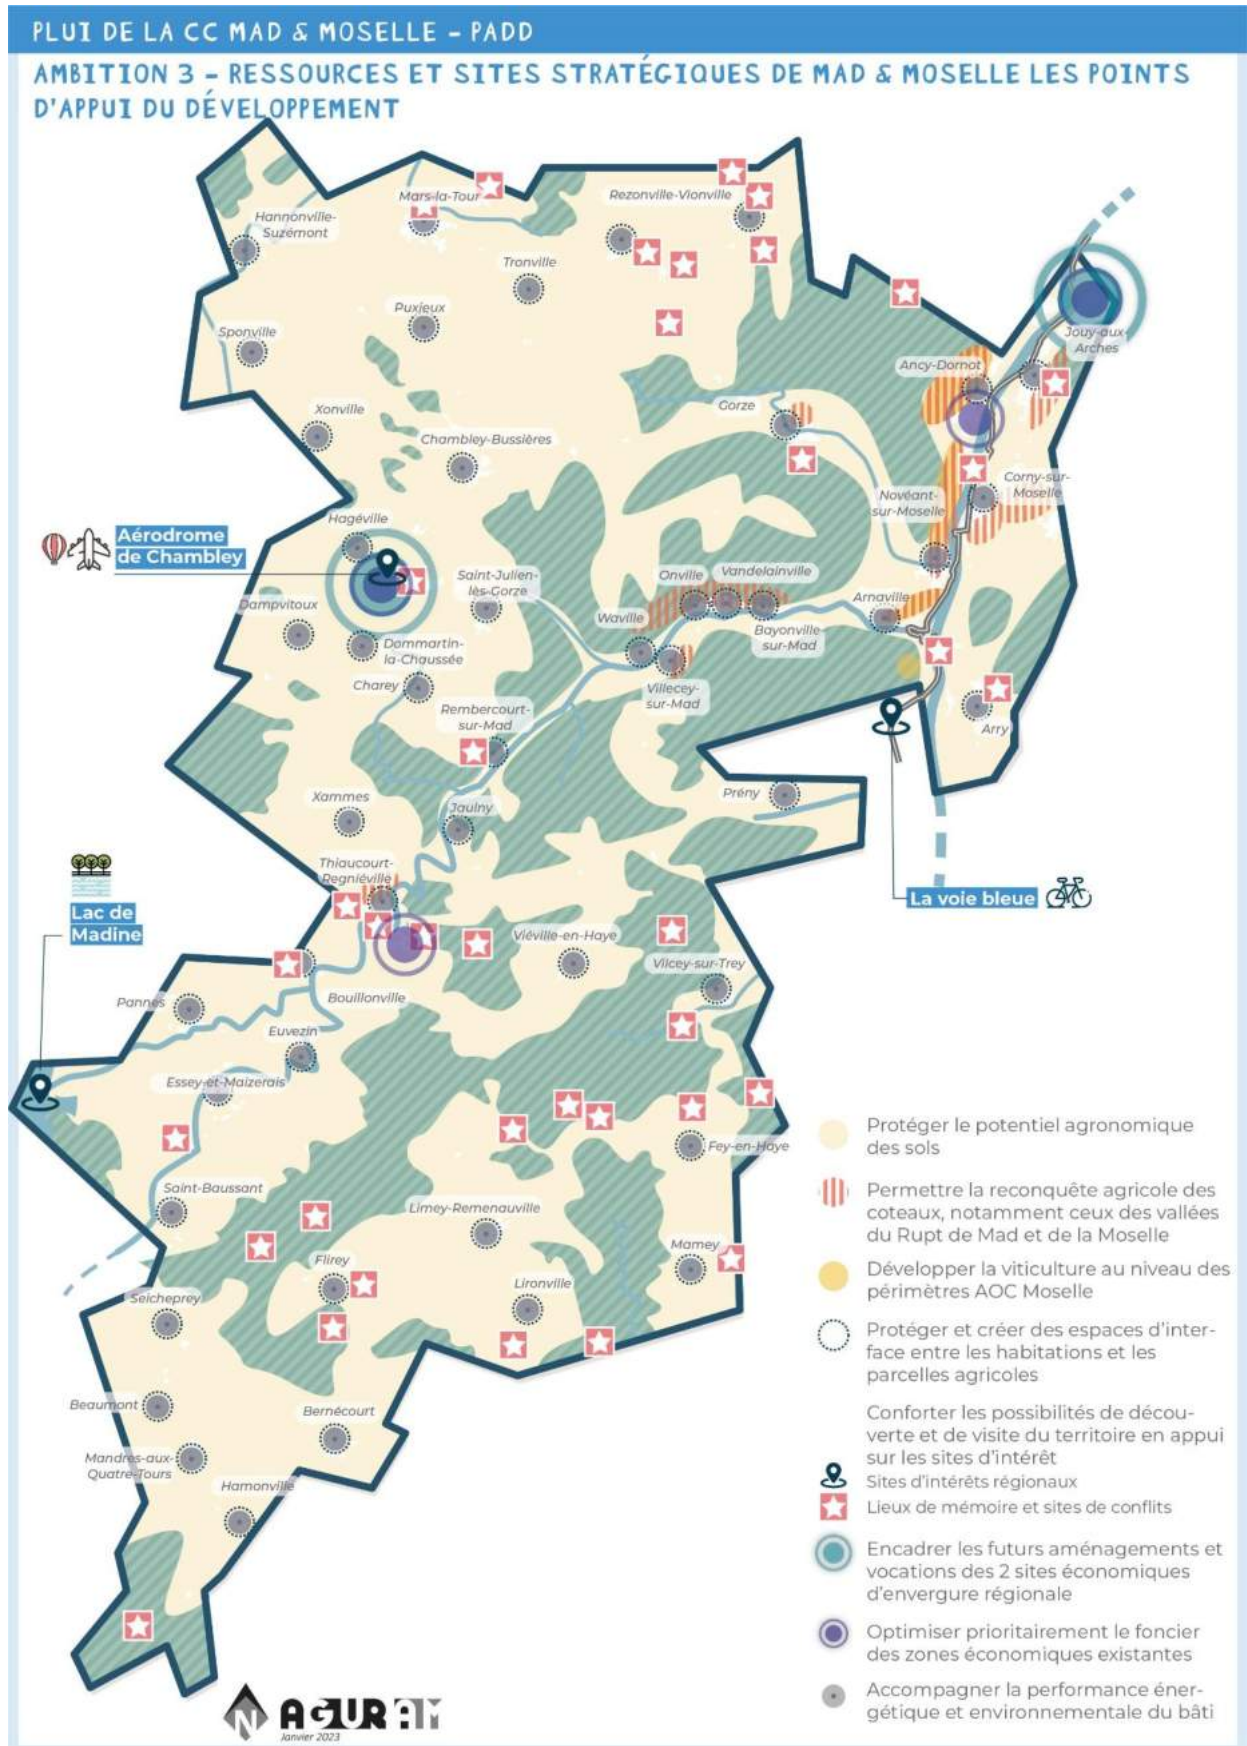 PLUI DE LA CC MAD & MOSELLE - PADD
AMBITION 3 - RESSOURCES ET SITES STRATÉGIQUES DE MAD & MOSELLE LES POINTS
D'APPUI DU DÉVELOPPEMENT
Mars-la-Tour
Rezonville-Vionville
Hannonville-
Suzémont
Tronville
Puxieux
Sponville
Jouy-aux-
Arches
Ancy-Dornot
Gorze
Xonville
Chambley-Bussières
Corny-sur-
Moselle
Novéant-
sur-Moselle
Hagéville
Aérodrome
de Chambley
Saint-Julien-
lès-Gorze
Onville
Vandelainville
Dampvitoux
Waville
Arnaville
Bayonville-
sur-Mad
Dommartin-
la-Chaussée
Charey
Villecey-
sur-Mad
Rembercourt-
sur-Mad
Arry
Prény
Xammes
Jaulny
Thiaucourt-
Regniéville
La voie bleue
Lac de
Madine
Viéville-en-Haye
Vilcey-sur-Trey
Pannes
Bouillonville
Euvezin
Essey-et-Maizerais
Fey-en-Haye
Saint-Baussant
Limey-Remenauville
Mamey
Flirey
Lironville
Seicheprey
Beaumont
Bernécourt
Mandres-aux-
Quatre-Tours
Hamonville
Protéger le potentiel agronomique
des sols
Permettre la reconquête agricole des
coteaux, notamment ceux des vallées
du Rupt de Mad et de la Moselle
Développer la viticulture au niveau des
périmètres AOC Moselle
Protéger et créer des espaces d'inter-
face entre les habitations et les
parcelles agricoles
Conforter les possibilités de décou-
verte et de visite du territoire en appui
sur les sites d'intérêt
Sites d'intérêts régionaux
Lieux de mémoire et sites de conflits
Encadrer les futurs aménagements et
vocations des 2 sites économiques
d'envergure régionale
Optimiser prioritairement le foncier
des zones économiques existantes
Accompagner la performance éner-
gétique et environnementale du bâti
N
AGURAM
Janvier 2023